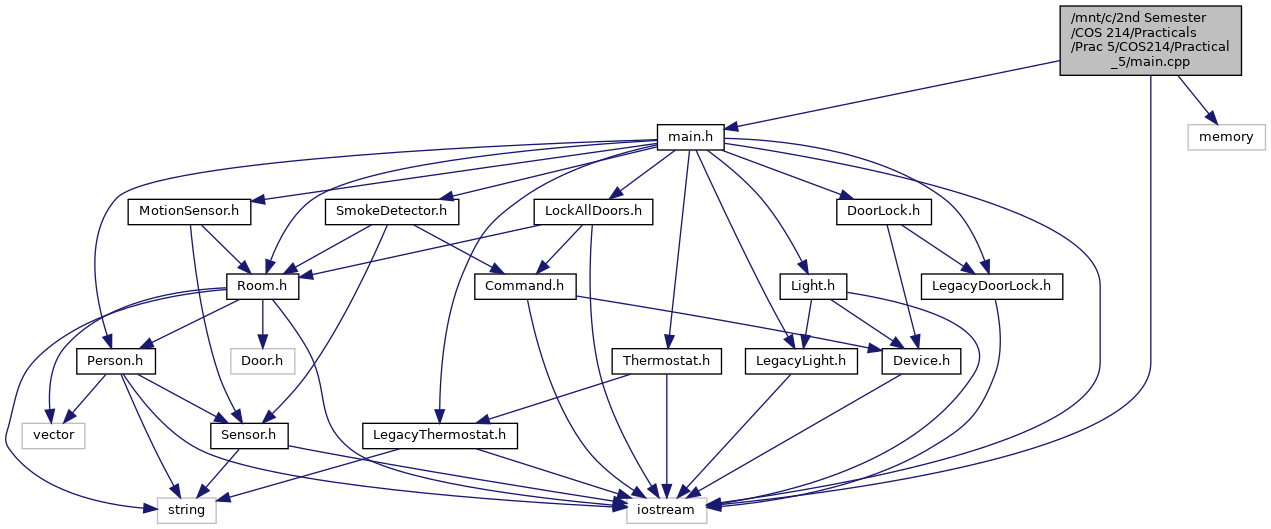 /mnt/c/2nd Semester
/COS 214/Practicals
/Prac 5/COS214/Practical
_5/main.cpp
main.h
memory
MotionSensor.h
SmokeDetector.h
LockAllDoors.h
DoorLock.h
Room.h
Command.h
Light.h
LegacyDoorLock.h
Person.h
Door.h
Thermostat.h
LegacyLight.h
Device.h
vector
Sensor.h
LegacyThermostat.h
string
iostream